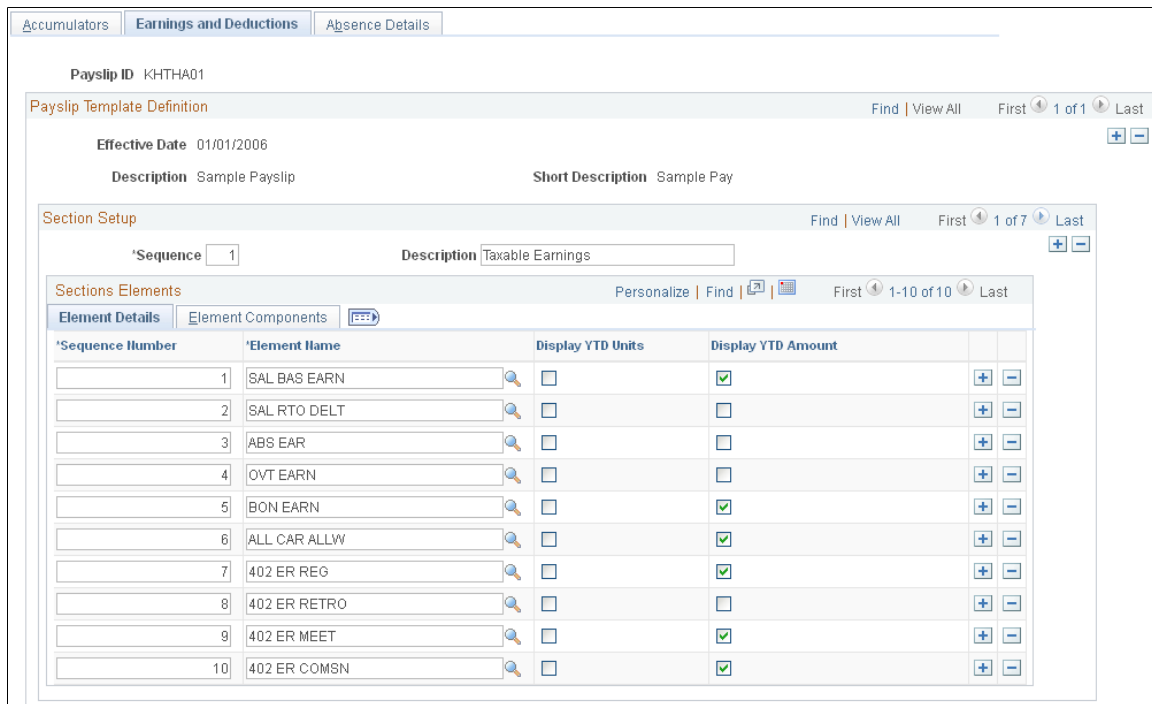 Accumulators Earnings and Deductions Absence Details
Payslip ID KHTHA01
Payslip Template Definition Find | View All First 1 of 1 Last
Effective Date 01/01/2006
Description Sample Payslip Short Description Sample Pay
Section Setup Find | View All First 1 of 7 Last
*Sequence 1 Description Taxable Earnings
Sections Elements Personalize | Find | | First 1-10 of 10 Last
Element Details Element Components
*Sequence Number *Element Name Display YTD Units Display YTD Amount
1 SAL BAS EARN
2 SAL RTO DELT
3 ABS EAR
4 OVT EARN
5 BON EARN
6 ALL CAR ALLW
7 402 ER REG
8 402 ER RETRO
9 402 ER MEET
10 402 ER COMSN